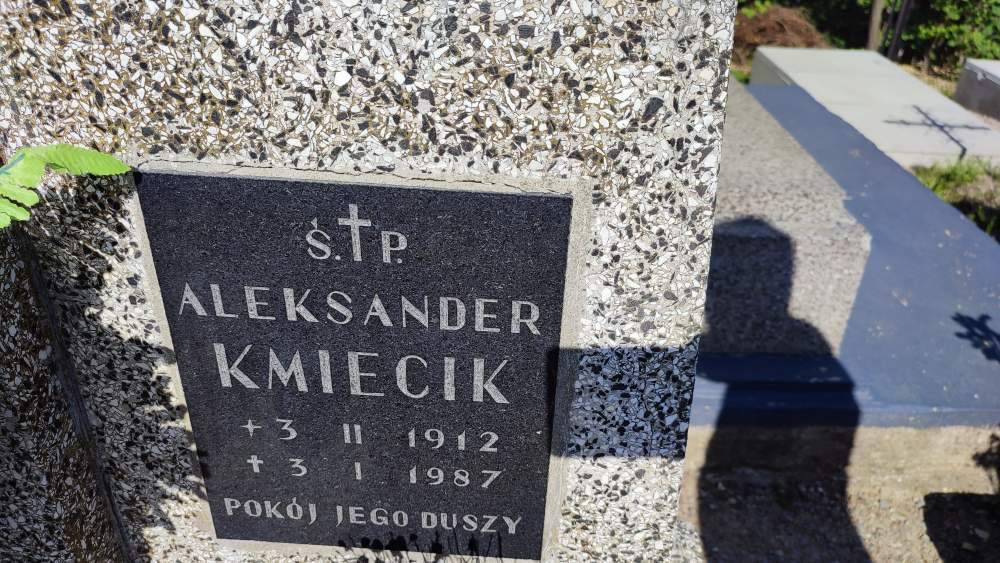 Ś.†P.
ALEKSANDER
KMIECIK
+ 3 II 1912
† 3 I 1987
POKÓJ JEGO DUSZY